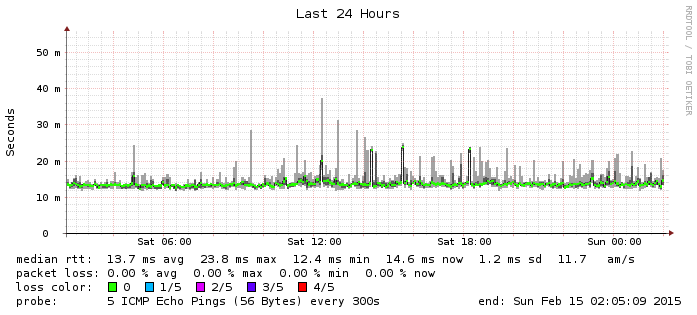 Last 24 Hours
RRDTOOL / TOBI OETIKER
Seconds
50 m
40 m
30 m
20 m
10 m
0
Sat 06:00 Sat 12:00 Sat 18:00 Sun 00:00
median rtt: 13.7 ms avg 23.8 ms max 12.4 ms min 14.6 ms now 1.2 ms sd 11.7 am/s
packet loss: 0.00 % avg 0.00 % max 0.00 % min 0.00 % now
loss color: 0 1/5 2/5 3/5 4/5
probe: 5 ICMP Echo Pings (56 Bytes) every 300s end: Sun Feb 15 02:05:09 2015